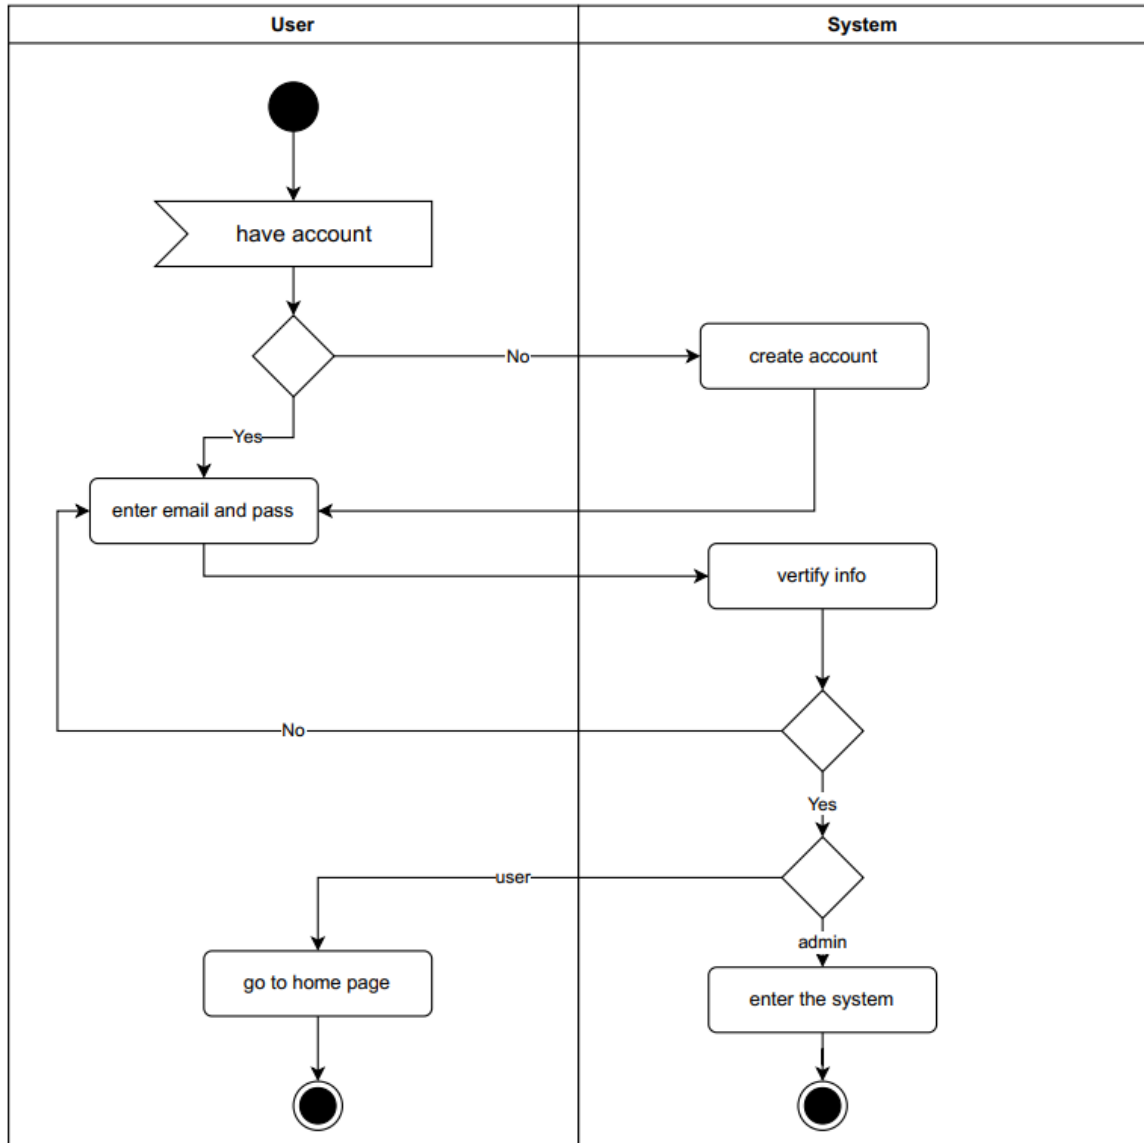 User
System
have account
No
create account
Yes
enter email and pass
vertify info
No
Yes
user
admin
go to home page
enter the system